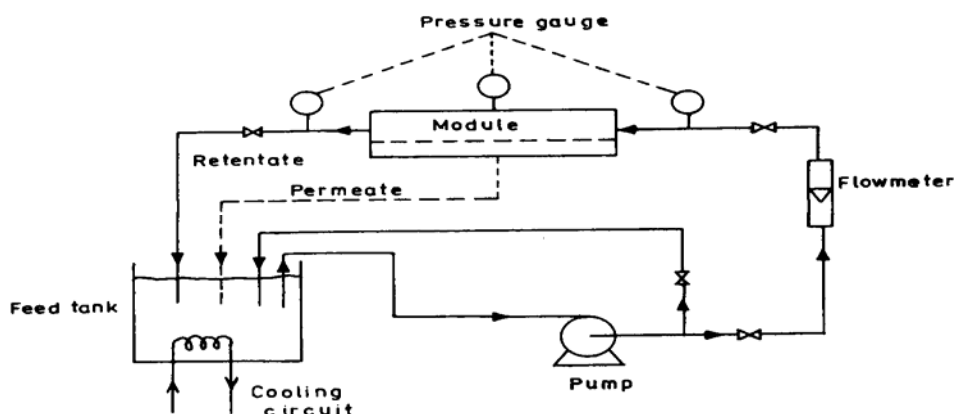 Pressure gauge
Module
Retentate
Permeate
Flowmeter
Feed tank
Pump
Cooling
circuit